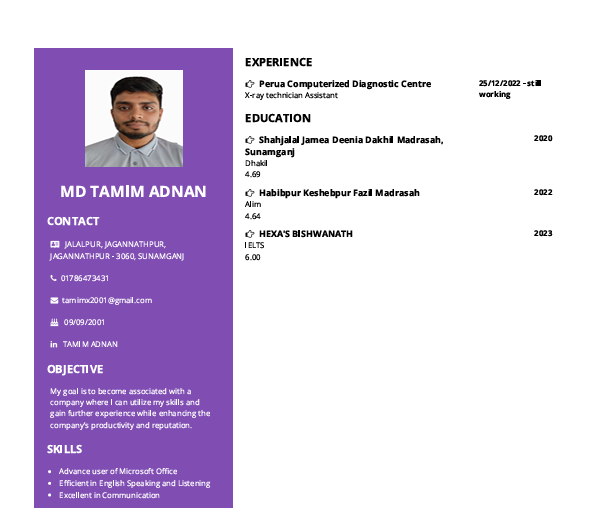 MD TAMIM ADNAN
CONTACT
JALALPUR, JAGANNATHPUR,
JAGANNATHPUR - 3060, SUNAMGANJ
01786473431
tamimx2001@gmail.com
09/09/2001
in TAMIM ADNAN
OBJECTIVE
My goal is to become associated with a
company where I can utilize my skills and
gain further experience while enhancing the
company's productivity and reputation.
SKILLS
• Advance user of Microsoft Office
• Efficient in English Speaking and Listening
• Excellent in Communication
EXPERIENCE
Perua Computerized Diagnostic Centre 25/12/2022 – still
X-ray technician Assistant working
EDUCATION
Shahjalal Jamea Deenia Dakhil Madrasah, 2020
Sunamganj
Dhakil
4.69
Habibpur Keshebpur Fazil Madrasah 2022
Alim
4.64
HEXA'S BISHWANATH 2023
IELTS
6.00